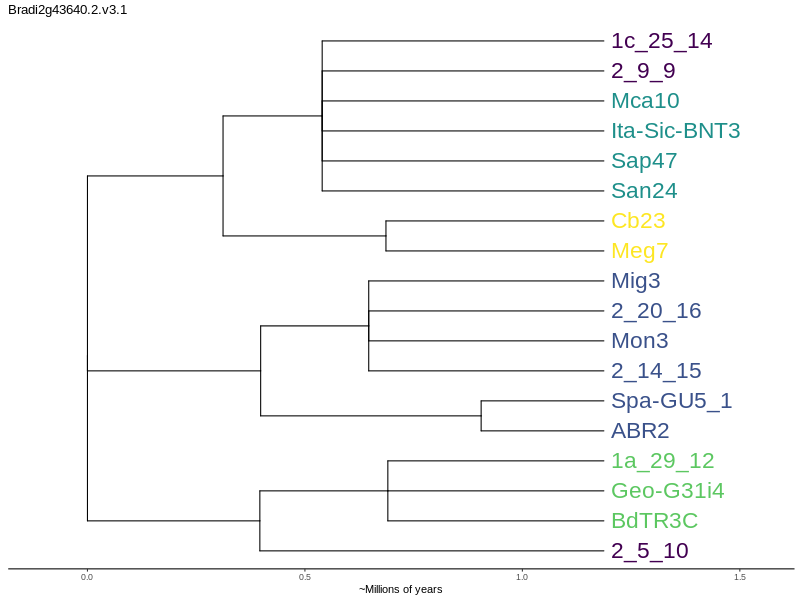 Bradi2g43640.2.v3.1
1c_25_14
2_9_9
Mca10
Ita-Sic-BNT3
Sap47
San24
Cb23
Meg7
Mig3
2_20_16
Mon3
2_14_15
Spa-GU5_1
ABR2
1a_29_12
Geo-G31i4
BdTR3C
2_5_10
0.0 0.5 1.0 1.5
~Millions of years